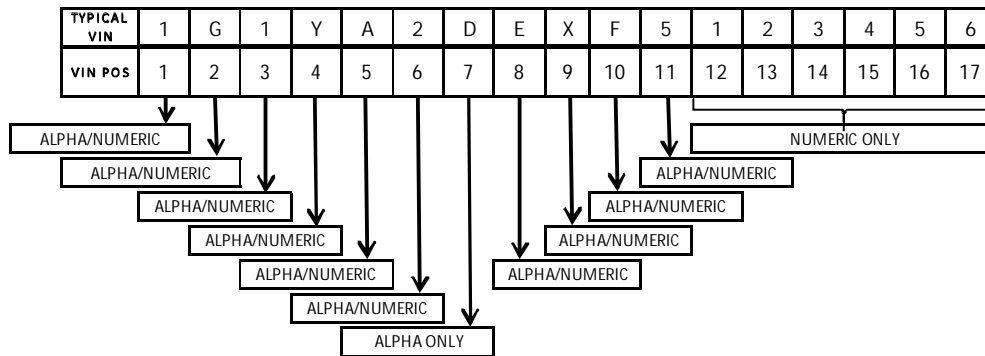 TYPICAL VIN 1 G 1 Y A 2 D E X F 5 1 2 3 4 5 6
VIN POS 1 2 3 4 5 6 7 8 9 10 11 12 13 14 15 16 17
ALPHA/NUMERIC NUMERIC ONLY
ALPHA/NUMERIC ALPHA/NUMERIC
ALPHA/NUMERIC ALPHA/NUMERIC
ALPHA/NUMERIC ALPHA/NUMERIC
ALPHA/NUMERIC ALPHA/NUMERIC
ALPHA/NUMERIC
ALPHA ONLY